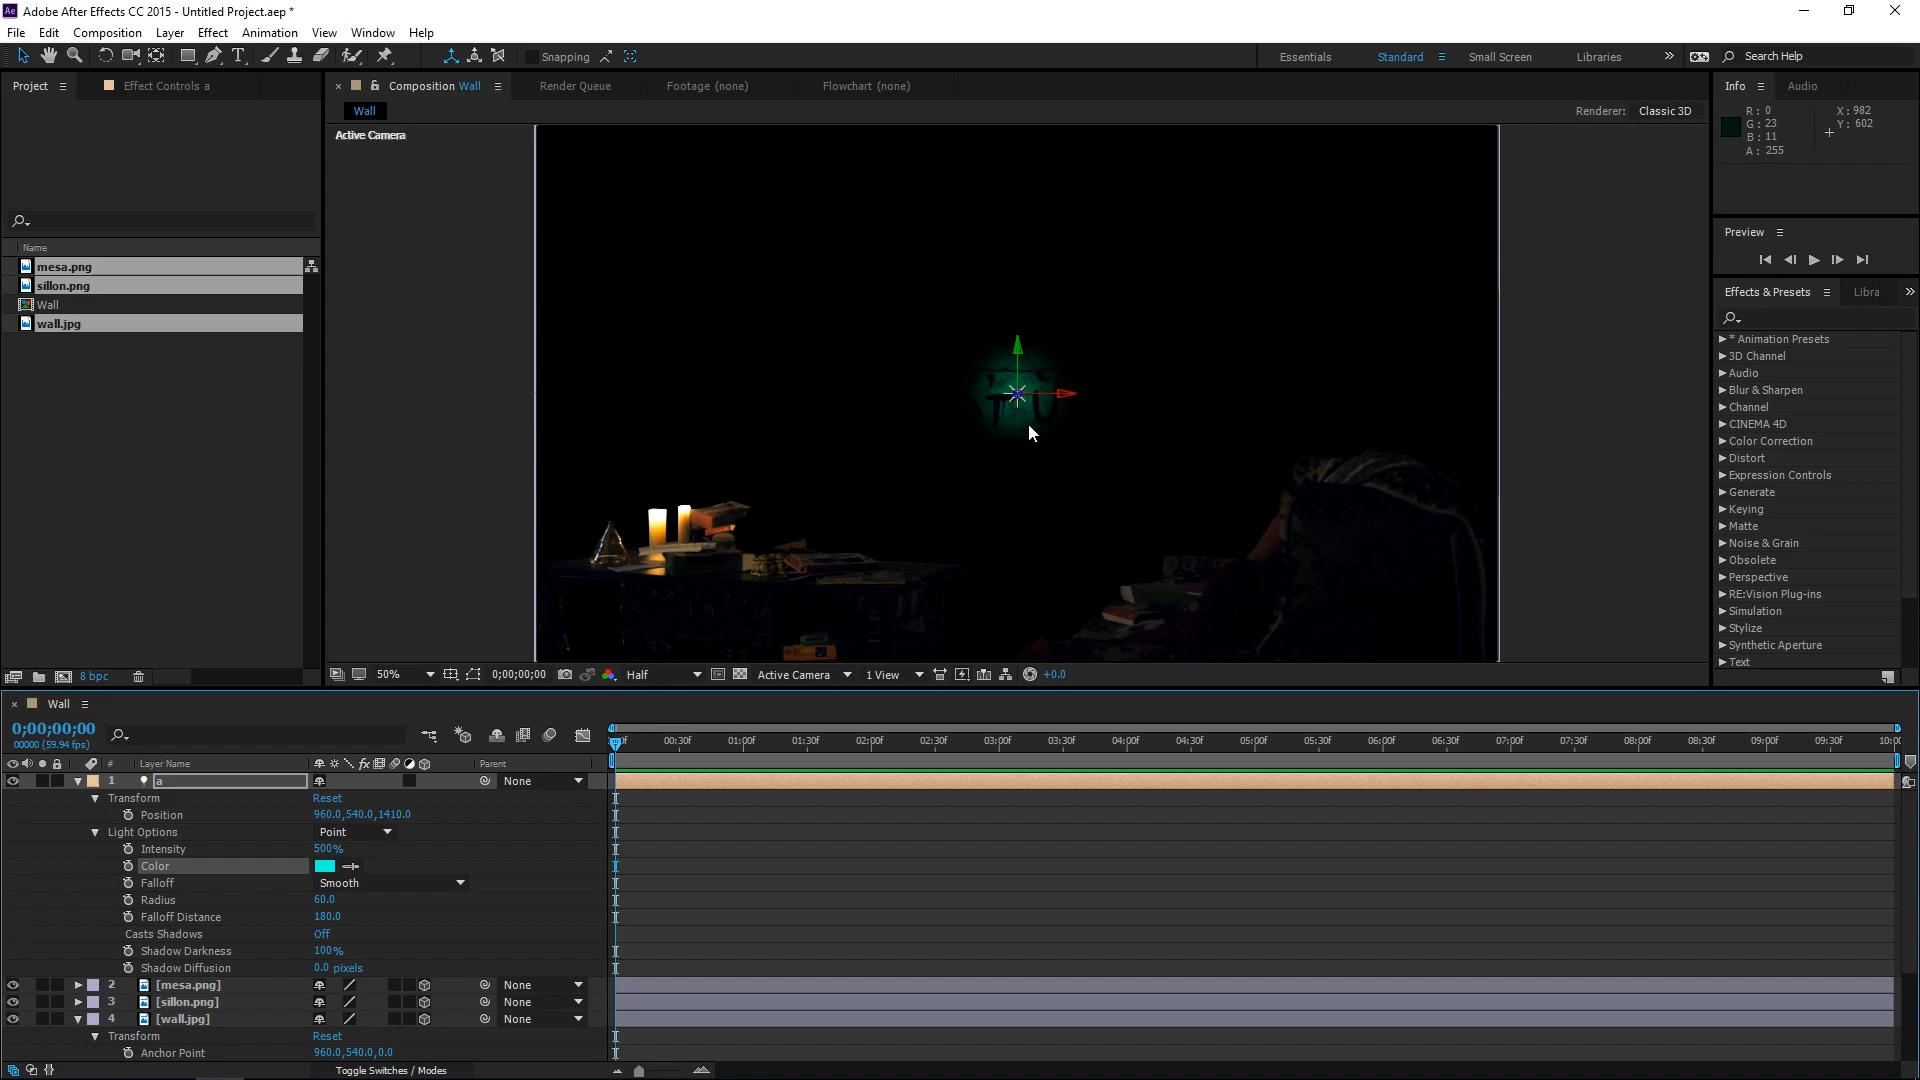 Adobe After Effects CC 2015 - Untitled Project.aep *
File Edit Composition Layer Effect Animation View Window Help
Snapping
Essentials Standard Small Screen Libraries
Search Help
Project
Effect Controls a
Composition Wall
Render Queue
Footage (none)
Flowchart (none)
Info
Audio
Wall
Renderer: Classic 3D
Active Camera
R: 0
G: 23
B: 11
A: 255
X: 982
Y: 602
Name
mesa.png
sillon.png
Wall
wall.jpg
8 bpc
Preview
Effects & Presets
Libra
* Animation Presets
3D Channel
Audio
Blur & Sharpen
Channel
CINEMA 4D
Color Correction
Distort
Expression Controls
Generate
Keying
Matte
Noise & Grain
Obsolete
Perspective
RE:Vision Plug-ins
Simulation
Stylize
Synthetic Aperture
Text
50%
0;00;00;00
Half
Active Camera
1 View
+0.0
Wall
0;00;00;00
00000 (59.94 fps)
00:30f 01:00f 01:30f 02:00f 02:30f 03:00f 03:30f 04:00f 04:30f 05:00f 05:30f 06:00f 06:30f 07:00f 07:30f 08:00f 08:30f 09:00f 09:30f
# Layer Name fx Parent
1 a None
Transform Reset
Position 960.0,540.0,1410.0
Light Options Point
Intensity 500%
Color
Falloff Smooth
Radius 60.0
Falloff Distance 180.0
Casts Shadows Off
Shadow Darkness 100%
Shadow Diffusion 0.0 pixels
2 [mesa.png] None
3 [sillon.png] None
4 [wall.jpg] None
Transform Reset
Anchor Point 960.0,540.0,0.0
Toggle Switches / Modes